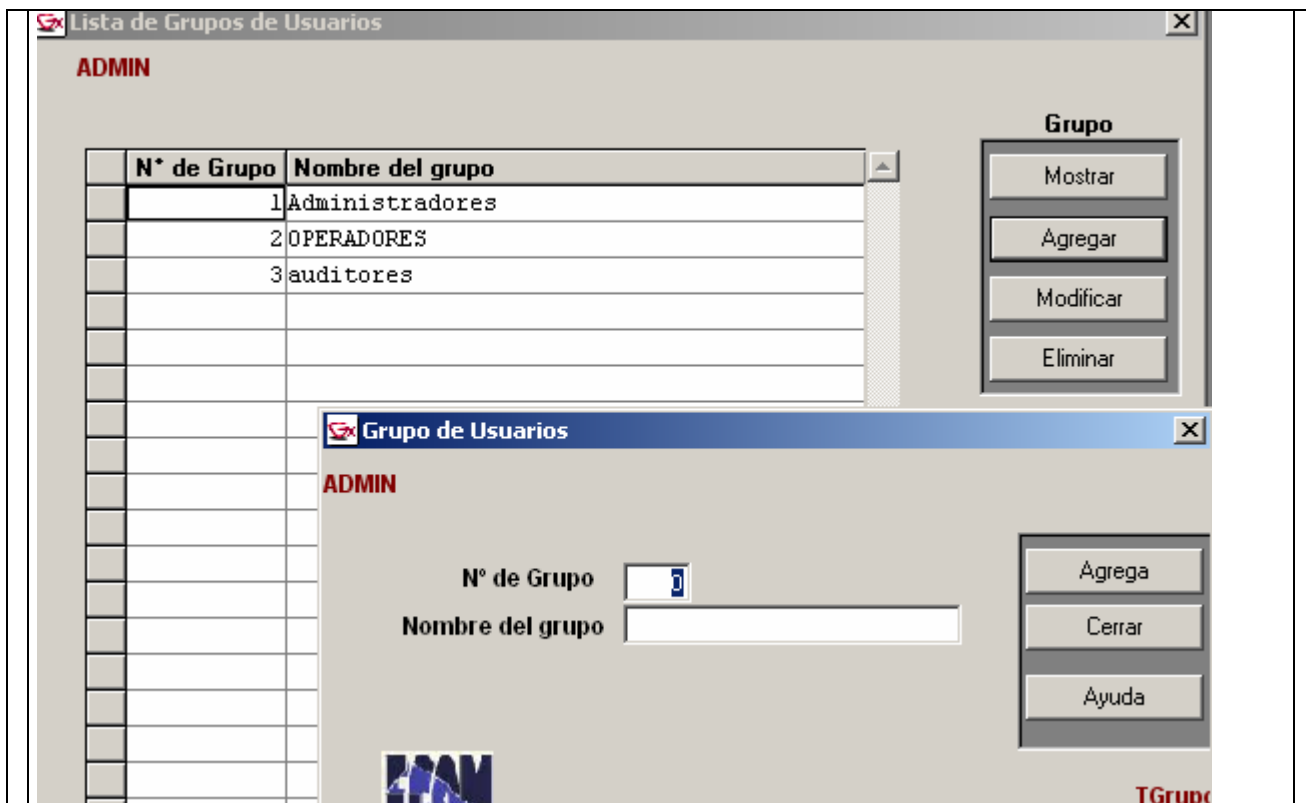 Lista de Grupos de Usuarios
ADMIN
Grupo
N° de Grupo Nombre del grupo
1 Administradores
2 OPERADORES
3 auditores
Mostrar
Agregar
Modificar
Eliminar
Grupo de Usuarios
ADMIN
N° de Grupo 0
Nombre del grupo
Agrega
Cerrar
Ayuda
TGrupo